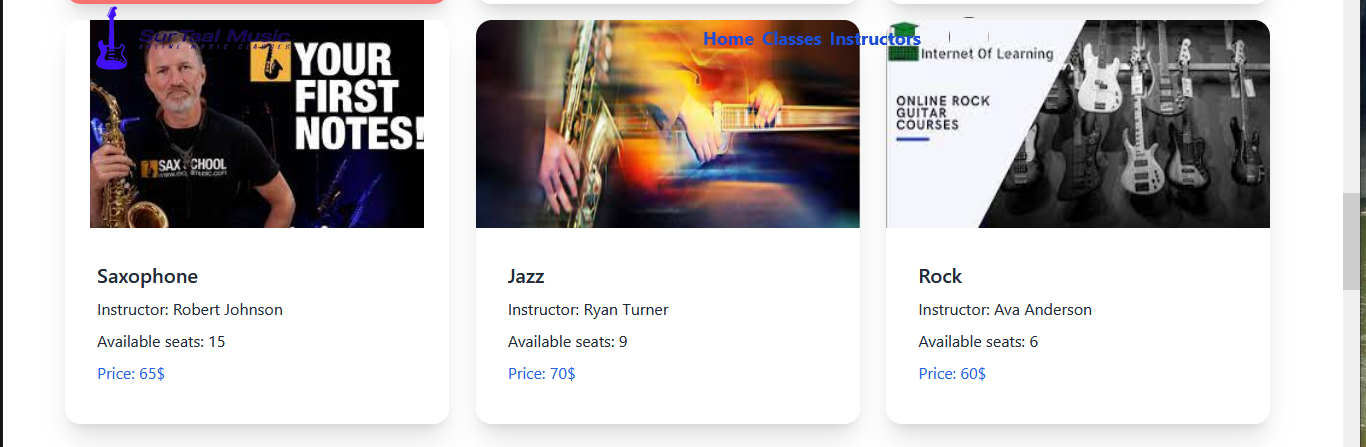 SurTaal Music
ONLINE MUSIC CLASSES
Home Classes Instructors
YOUR
FIRST
NOTES!
SAX SCHOOL
Internet Of Learning
ONLINE ROCK
GUITAR
COURSES
Saxophone
Instructor: Robert Johnson
Available seats: 15
Price: 65$
Jazz
Instructor: Ryan Turner
Available seats: 9
Price: 70$
Rock
Instructor: Ava Anderson
Available seats: 6
Price: 60$